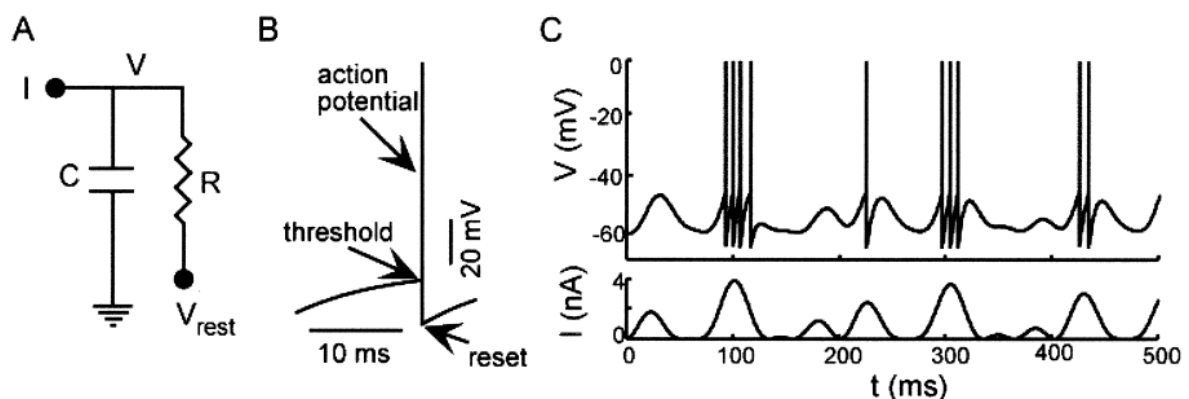 A
I
V
C
R
Vrest
B
action
potential
threshold
20 mV
10 ms
reset
C
V (mV)
0
-20
-40
-60
I (nA)
4
0
0 100 200 300 400 500
t (ms)